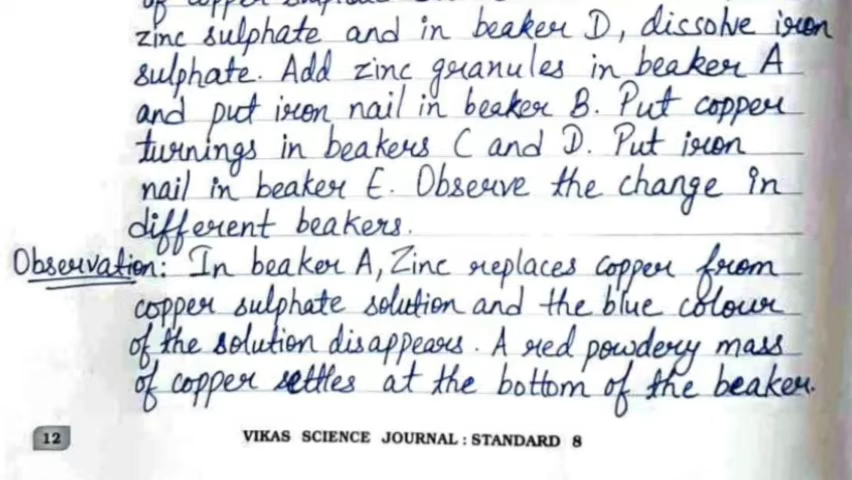 of copper sulphate
zinc sulphate and in beaker D, dissolve iron
sulphate. Add zinc granules in beaker A
and put iron nail in beaker B. Put copper
turnings in beakers C and D. Put iron
nail in beaker E. Observe the change in
different beakers.
Observation: In beaker A, Zinc replaces copper from
copper sulphate solution and the blue colour
of the solution disappears. A red powdery mass
of copper settles at the bottom of the beaker.
12 VIKAS SCIENCE JOURNAL : STANDARD 8